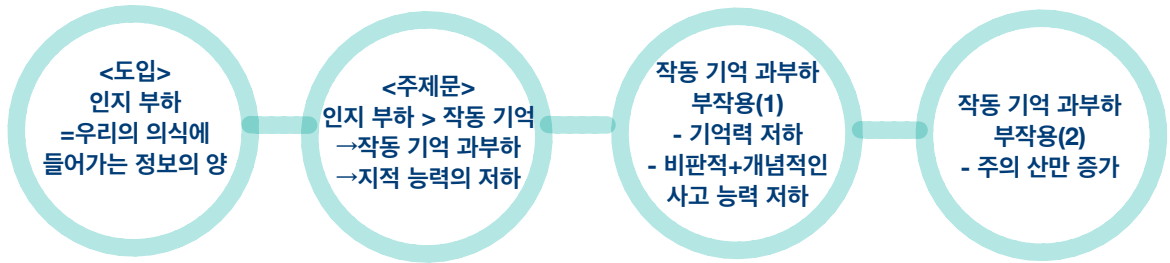 <도입>
인지 부하
=우리의 의식에
들어가는 정보의 양
<주제문>
인지 부하 > 작동 기억
→작동 기억 과부하
→지적 능력의 저하
작동 기억 과부하
부작용(1)
- 기억력 저하
- 비판적+개념적인
사고 능력 저하
작동 기억 과부하
부작용(2)
- 주의 산만 증가